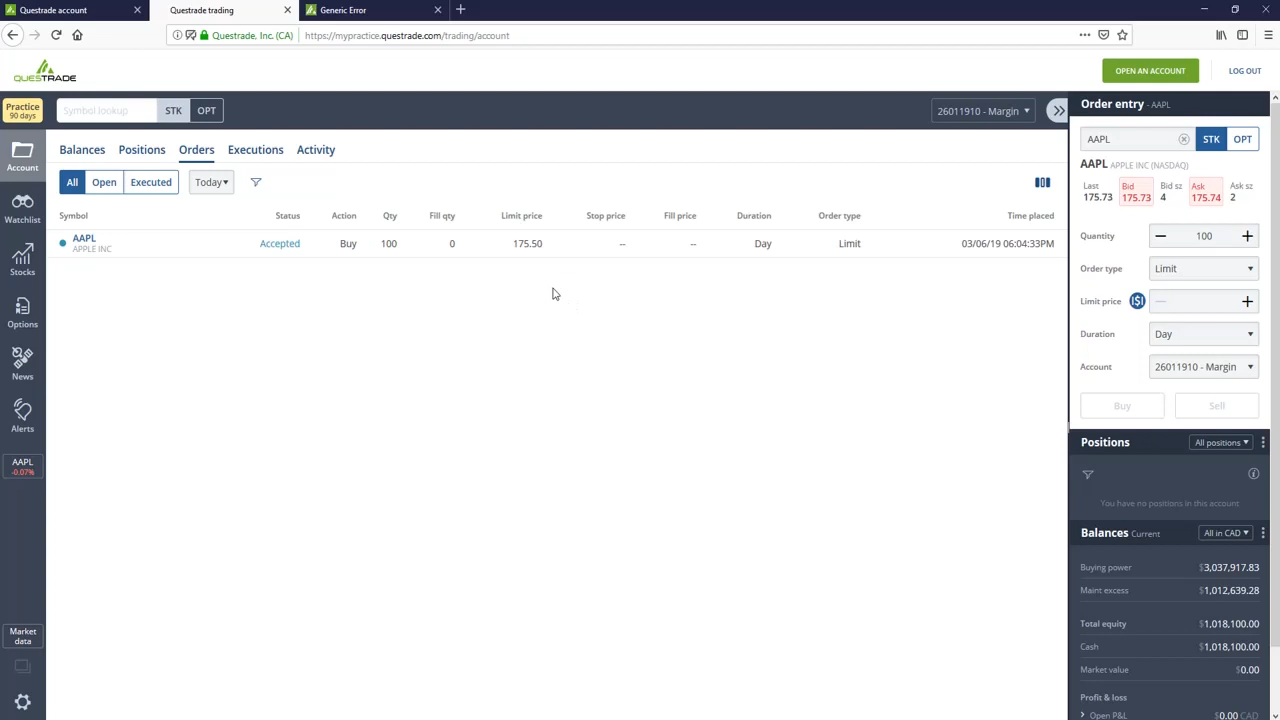 Questrade account
Questrade trading
Generic Error
Questrade, Inc. (CA)
https://mypractice.questrade.com/trading/account
QUESTRADE
OPEN AN ACCOUNT
LOG OUT
Practice
90 days
Symbol lookup
STK
OPT
26011910 - Margin
Order entry - AAPL
Account
Watchlist
Stocks
Options
News
Alerts
AAPL
-0.07%
Market
data
Balances
Positions
Orders
Executions
Activity
All
Open
Executed
Today
Symbol
Status
Action
Qty
Fill qty
Limit price
Stop price
Fill price
Duration
Order type
Time placed
AAPL
APPLE INC
Accepted
Buy
100
0
175.50
--
--
Day
Limit
03/06/19 06:04:33PM
AAPL
STK
OPT
AAPL APPLE INC (NASDAQ)
Last
175.73
Bid
175.73
Bid sz
4
Ask
175.74
Ask sz
2
Quantity
100
Order type
Limit
Limit price
Duration
Day
Account
26011910 - Margin
Buy
Sell
Positions
All positions
You have no positions in this account
Balances Current
All in CAD
Buying power
$3,037,917.83
Maint excess
$1,012,639.28
Total equity
$1,018,100.00
Cash
$1,018,100.00
Market value
$0.00
Profit & loss
Open P&L
$0.00 CAD